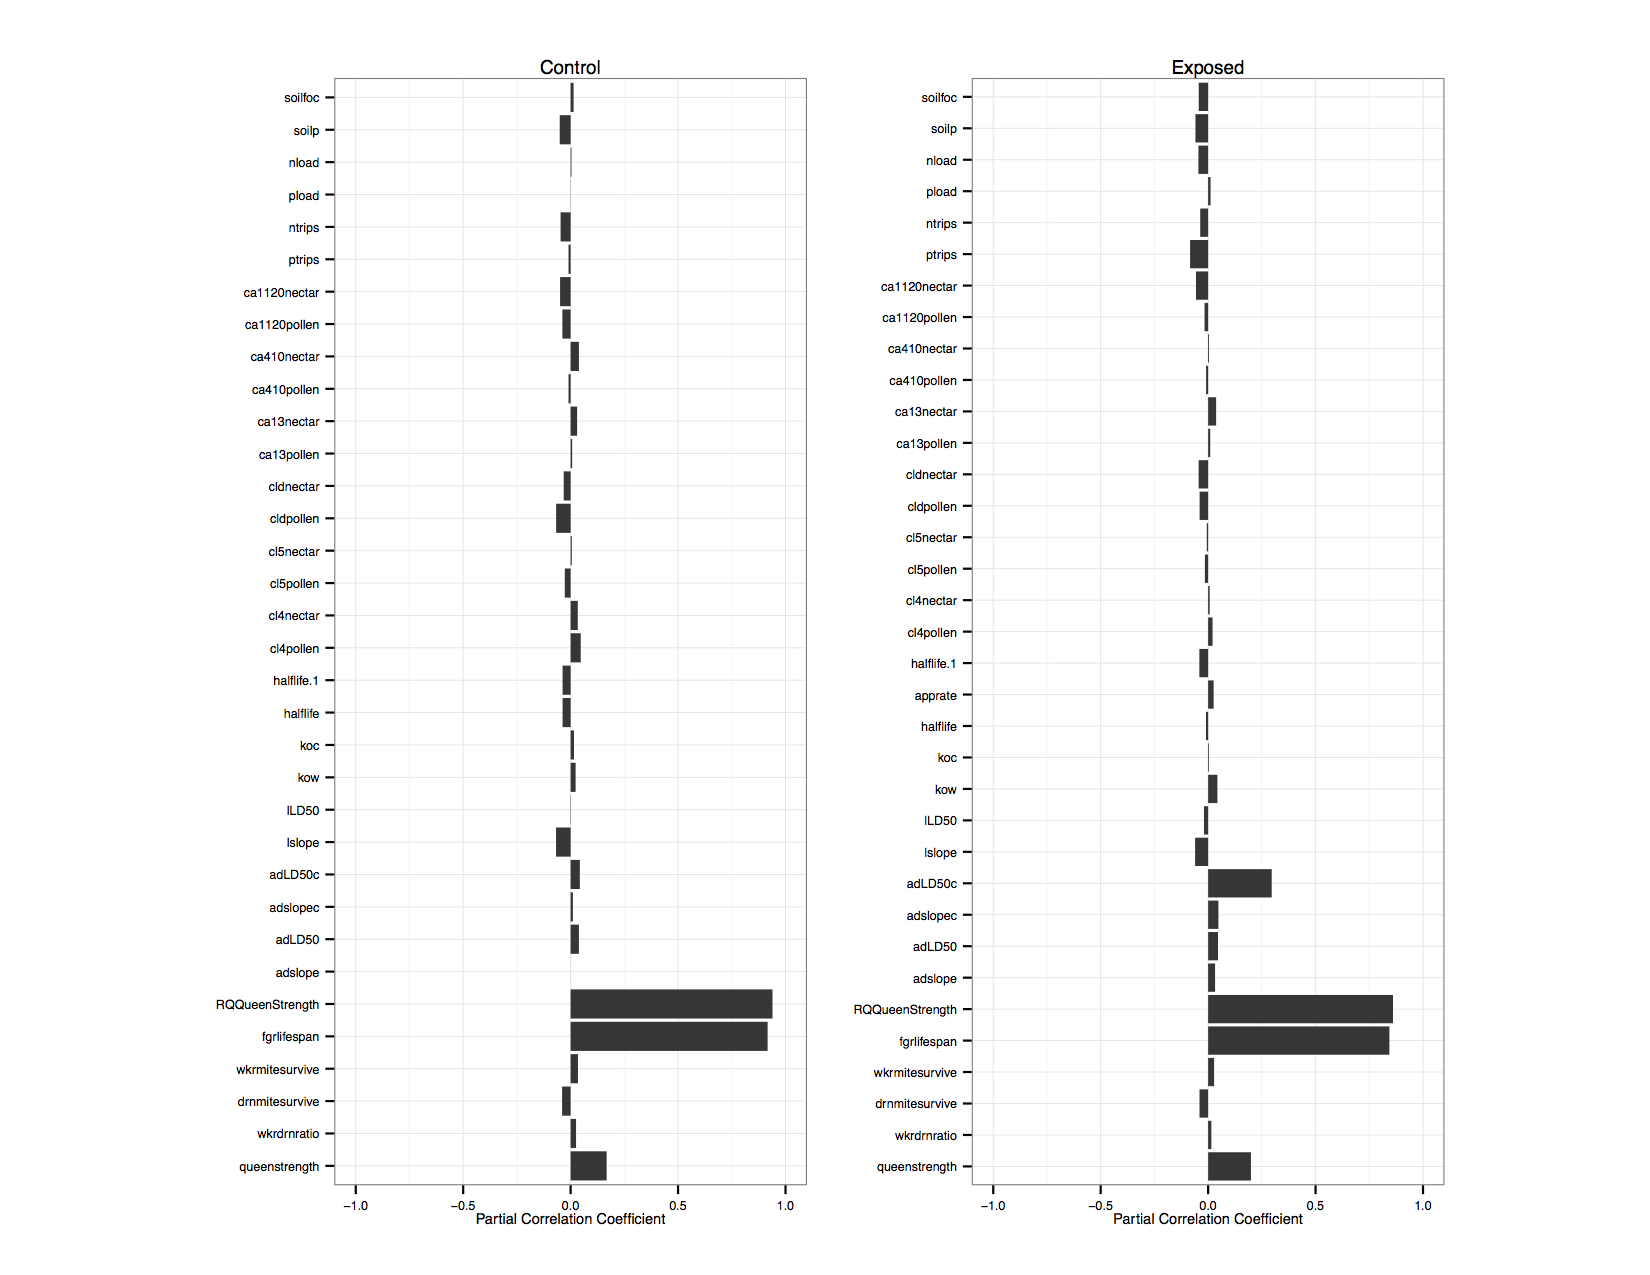 Control
soilfoc
soilp
nload
pload
ntrips
ptrips
ca1120nectar
ca1120pollen
ca410nectar
ca410pollen
ca13nectar
ca13pollen
cldnectar
cldpollen
cl5nectar
cl5pollen
cl4nectar
cl4pollen
halflife.1
halflife
koc
kow
lLD50
lslope
adLD50c
adslopec
adLD50
adslope
RQQueenStrength
fgrlifespan
wkrmitesurvive
drnmitesurvive
wkrdrnratio
queenstrength
−1.0 −0.5 0.0 0.5 1.0
Partial Correlation Coefficient
Exposed
soilfoc
soilp
nload
pload
ntrips
ptrips
ca1120nectar
ca1120pollen
ca410nectar
ca410pollen
ca13nectar
ca13pollen
cldnectar
cldpollen
cl5nectar
cl5pollen
cl4nectar
cl4pollen
halflife.1
apprate
halflife
koc
kow
lLD50
lslope
adLD50c
adslopec
adLD50
adslope
RQQueenStrength
fgrlifespan
wkrmitesurvive
drnmitesurvive
wkrdrnratio
queenstrength
−1.0 −0.5 0.0 0.5 1.0
Partial Correlation Coefficient